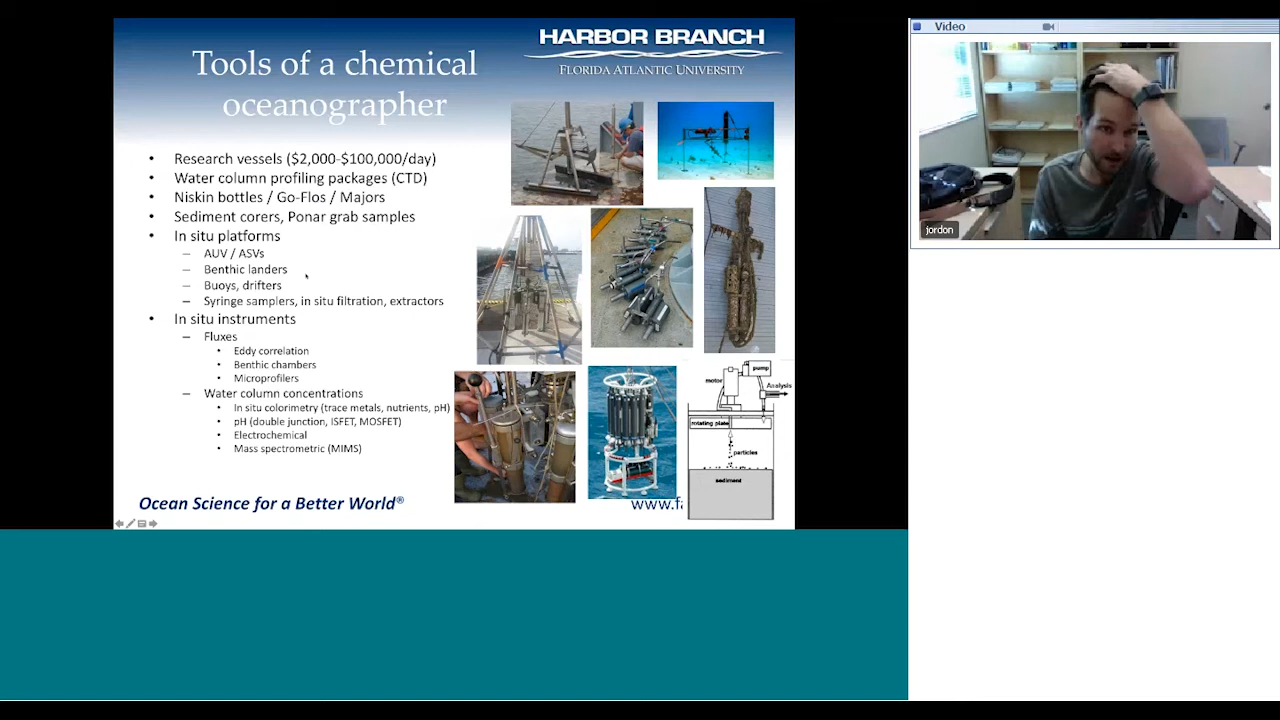 Tools of a chemical
oceanographer
HARBOR BRANCH
FLORIDA ATLANTIC UNIVERSITY
• Research vessels ($2,000-$100,000/day)
• Water column profiling packages (CTD)
• Niskin bottles / Go-Flos / Majors
• Sediment corers, Ponar grab samples
• In situ platforms
– AUV / ASVs
– Benthic landers
– Buoys, drifters
– Syringe samplers, in situ filtration, extractors
• In situ instruments
– Fluxes
• Eddy correlation
• Benthic chambers
• Microprofilers
– Water column concentrations
• In situ colorimetry (trace metals, nutrients, pH)
• pH (double junction, ISFET, MOSFET)
• Electrochemical
• Mass spectrometric (MIMS)
pump
motor
Analysis
rotating plate
particles
sediment
Ocean Science for a Better World®
www.f
Video
jordon